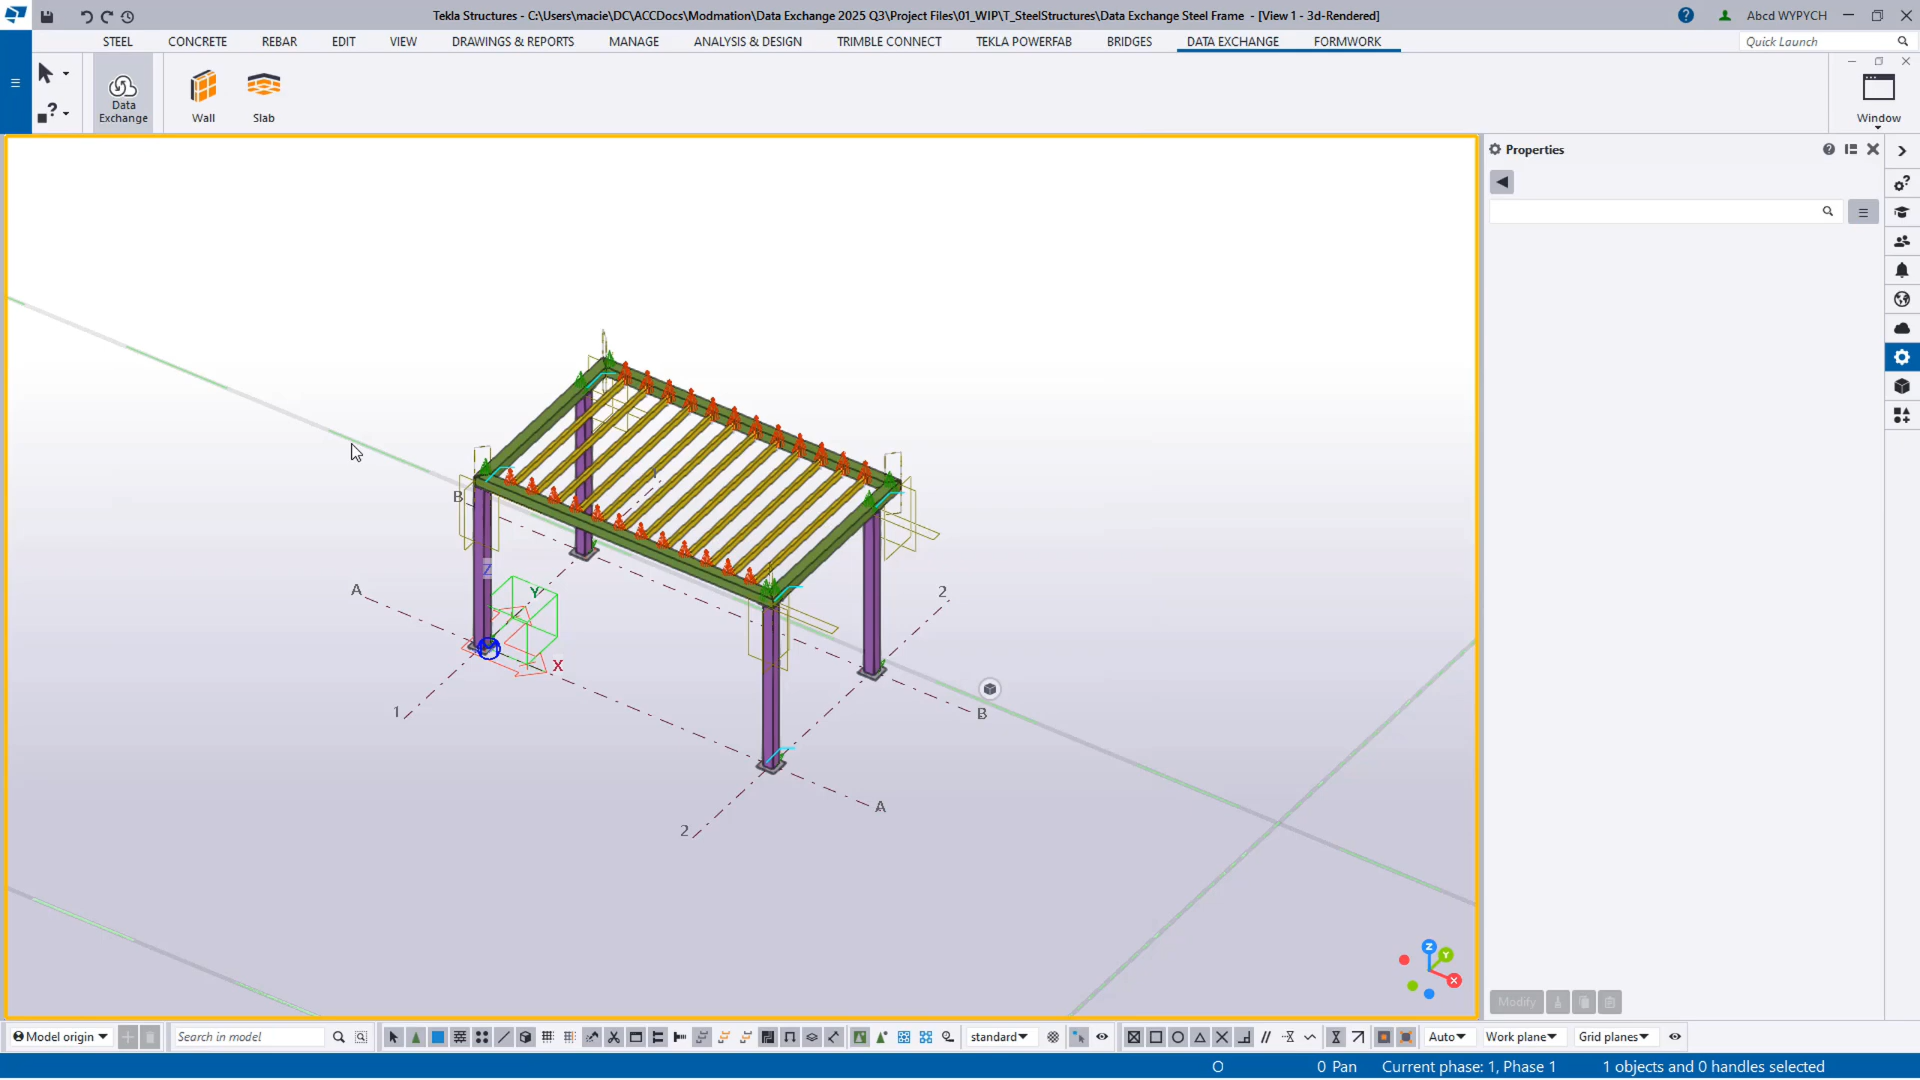 Tekla Structures - C:\Users\macie\DC\ACCDocs\Modmation\Data Exchange 2025 Q3\Project Files\01_WIP\T_SteelStructures\Data Exchange Steel Frame - [View 1 - 3d-Rendered]
Abcd WYPYCH
STEEL CONCRETE REBAR EDIT VIEW DRAWINGS & REPORTS MANAGE ANALYSIS & DESIGN TRIMBLE CONNECT TEKLA POWERFAB BRIDGES DATA EXCHANGE FORMWORK
Quick Launch
Data Exchange
Wall
Slab
Window
Properties
B
Z
A
Y
2
X
1
B
A
2
Z
Y
X
Modify
Model origin
Search in model
standard
Auto
Work plane
Grid planes
O
0 Pan
Current phase: 1, Phase 1
1 objects and 0 handles selected